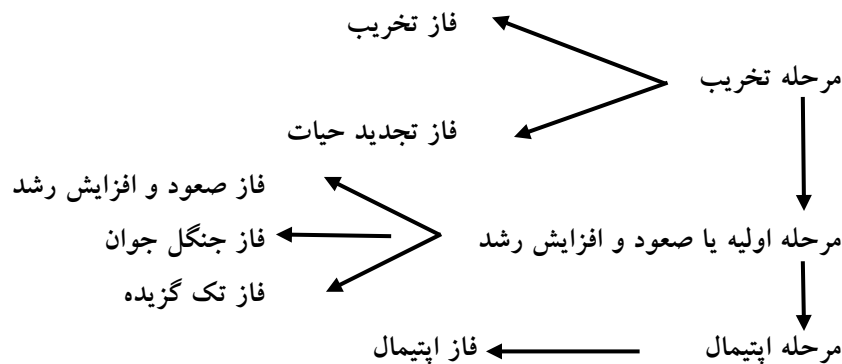 فاز تخریب
مرحله تخریب
فاز تجدید حیات
فاز صعود و افزایش رشد
مرحله اولیه یا صعود و افزایش رشد
فاز جنگل جوان
فاز تک گزیده
مرحله اپتیمال
فاز اپتیمال